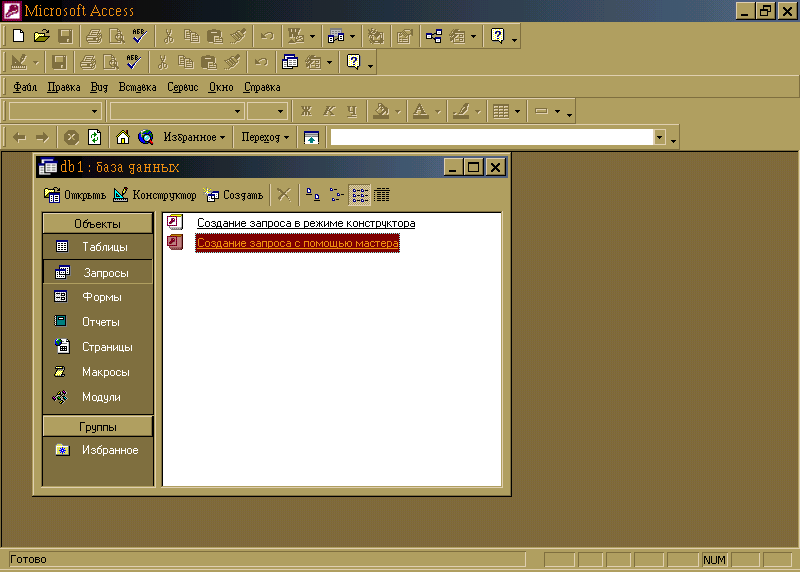 Microsoft Access
Файл Правка Вид Вставка Сервис Окно Справка
Ж К Ч
Избранное Переход
db1 : база данных
Открыть Конструктор Создать
Объекты
Таблицы
Запросы
Формы
Отчеты
Страницы
Макросы
Модули
Группы
Избранное
Создание запроса в режиме конструктора
Создание запроса с помощью мастера
Готово
NUM